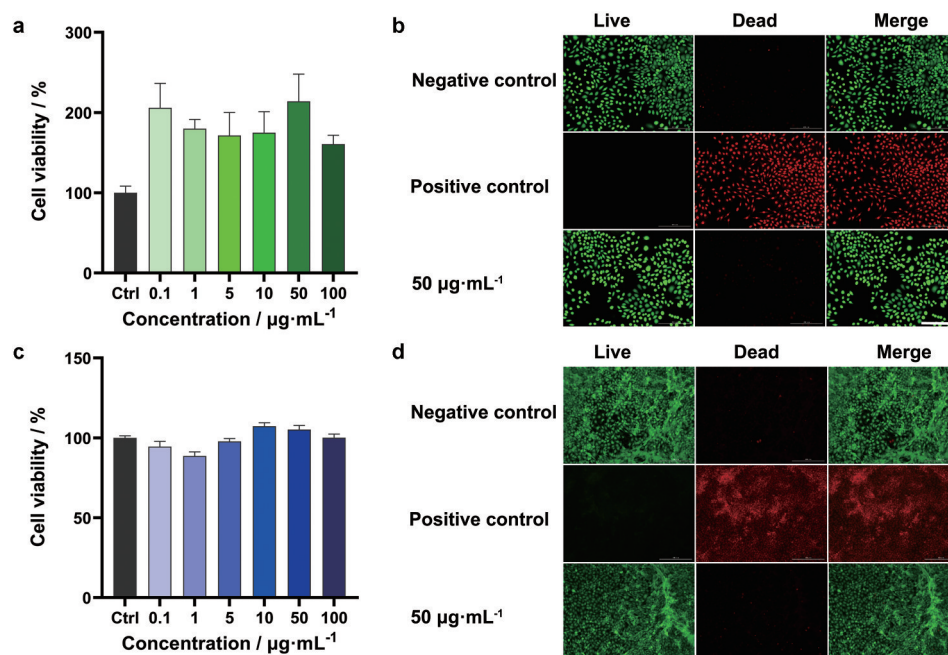 a
300
200
100
0
Cell viability / %
Ctrl 0.1 1 5 10 50 100
Concentration / µg·mL⁻¹
b
Live Dead Merge
Negative control
Positive control
50 µg·mL⁻¹
c
150
100
50
0
Cell viability / %
Ctrl 0.1 1 5 10 50 100
Concentration / µg·mL⁻¹
d
Live Dead Merge
Negative control
Positive control
50 µg·mL⁻¹